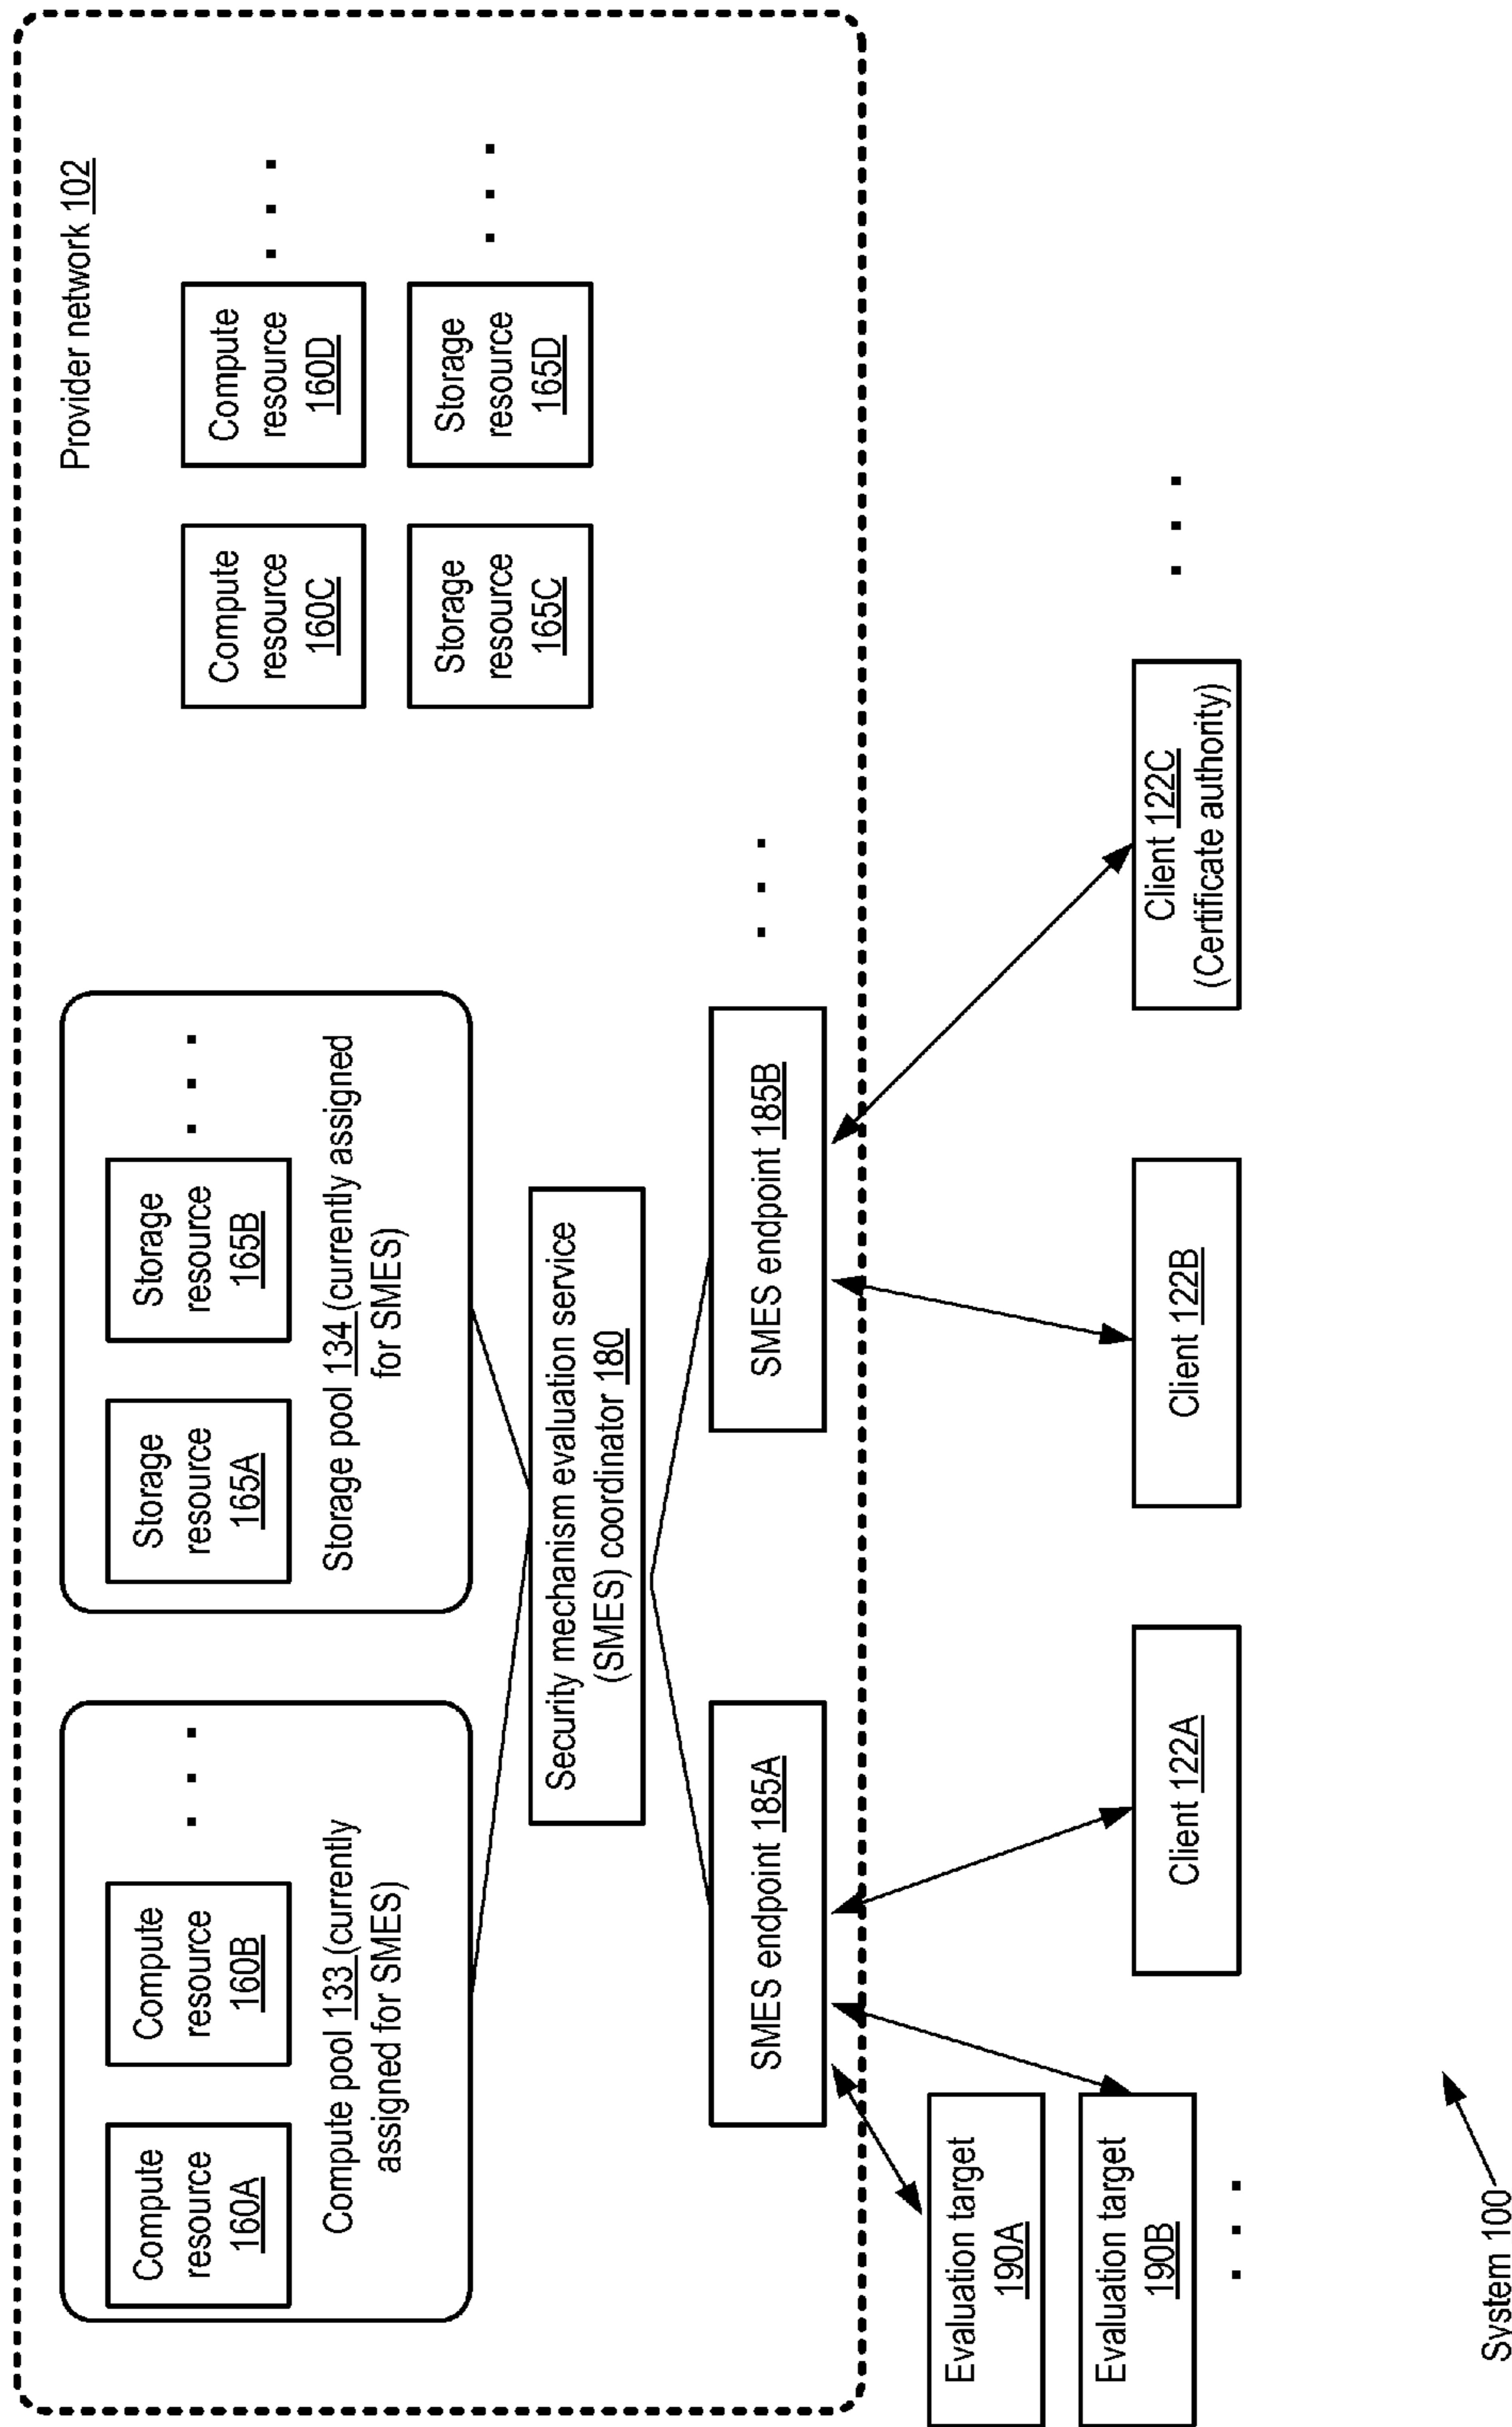 Provider network 102
Compute
resource
160A
Compute
resource
160B
. . .
Compute pool 133 (currently
assigned for SMES)
Storage
resource
165A
Storage
resource
165B
. . .
Storage pool 134 (currently assigned
for SMES)
Compute
resource
160C
Compute
resource
160D
. . .
Storage
resource
165C
Storage
resource
165D
. . .
Security mechanism evaluation service
(SMES) coordinator 180
SMES endpoint 185A
SMES endpoint 185B
. . .
Evaluation target
190A
Evaluation target
190B
. . .
Client 122A
Client 122B
Client 122C
(Certificate authority)
. . .
System 100